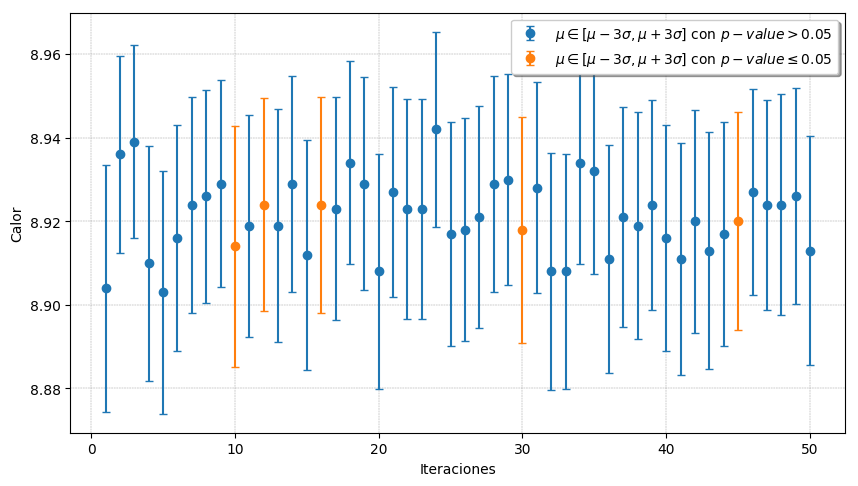 μ ∈ [μ − 3σ, μ + 3σ] con p − value > 0.05
μ ∈ [μ − 3σ, μ + 3σ] con p − value ≤ 0.05
8.96
8.94
8.92
8.90
8.88
Calor
0 10 20 30 40 50
Iteraciones